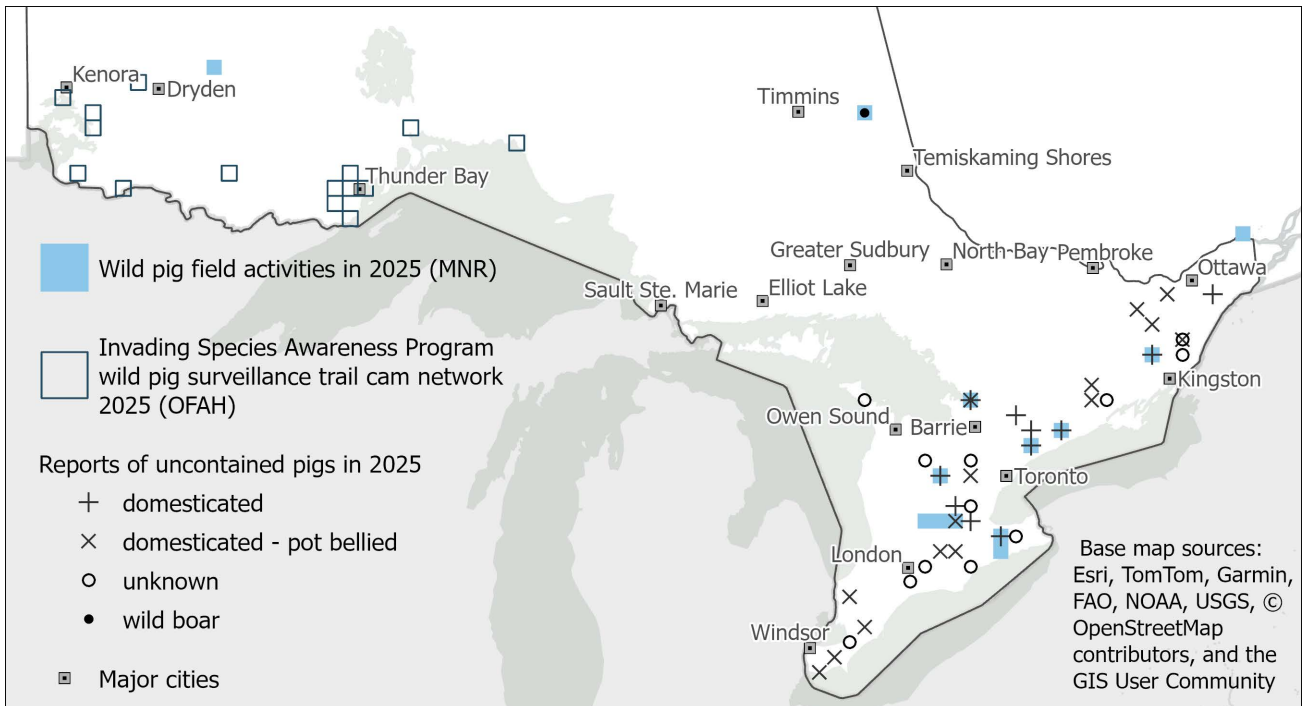 Kenora
Dryden
Thunder Bay
Timmins
Temiskaming Shores
Greater Sudbury
North Bay
Pembroke
Ottawa
Sault Ste. Marie
Elliot Lake
Kingston
Owen Sound
Barrie
Toronto
London
Windsor
Wild pig field activities in 2025 (MNR)
Invading Species Awareness Program
wild pig surveillance trail cam network
2025 (OFAH)
Reports of uncontained pigs in 2025
domesticated
domesticated - pot bellied
unknown
wild boar
Major cities
Base map sources:
Esri, TomTom, Garmin,
FAO, NOAA, USGS, ©
OpenStreetMap
contributors, and the
GIS User Community